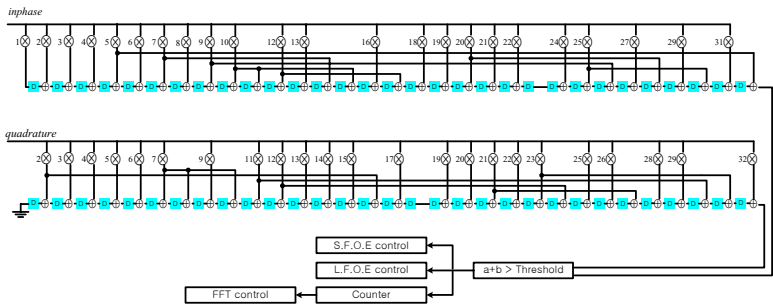 inphase
1 2 3 4 5 6 7 8 9 10 12 13 16 18 19 20 21 22 24 25 27 29 31
D D D D D D D D D D D D D D D D D D D D D D D D D D D D D D D
quadrature
2 3 4 5 6 7 9 11 12 13 14 15 17 19 20 21 22 23 25 26 28 29 32
D D D D D D D D D D D D D D D D D D D D D D D D D D D D D D D
S.F.O.E control
L.F.O.E control
a+b > Threshold
FFT control
Counter